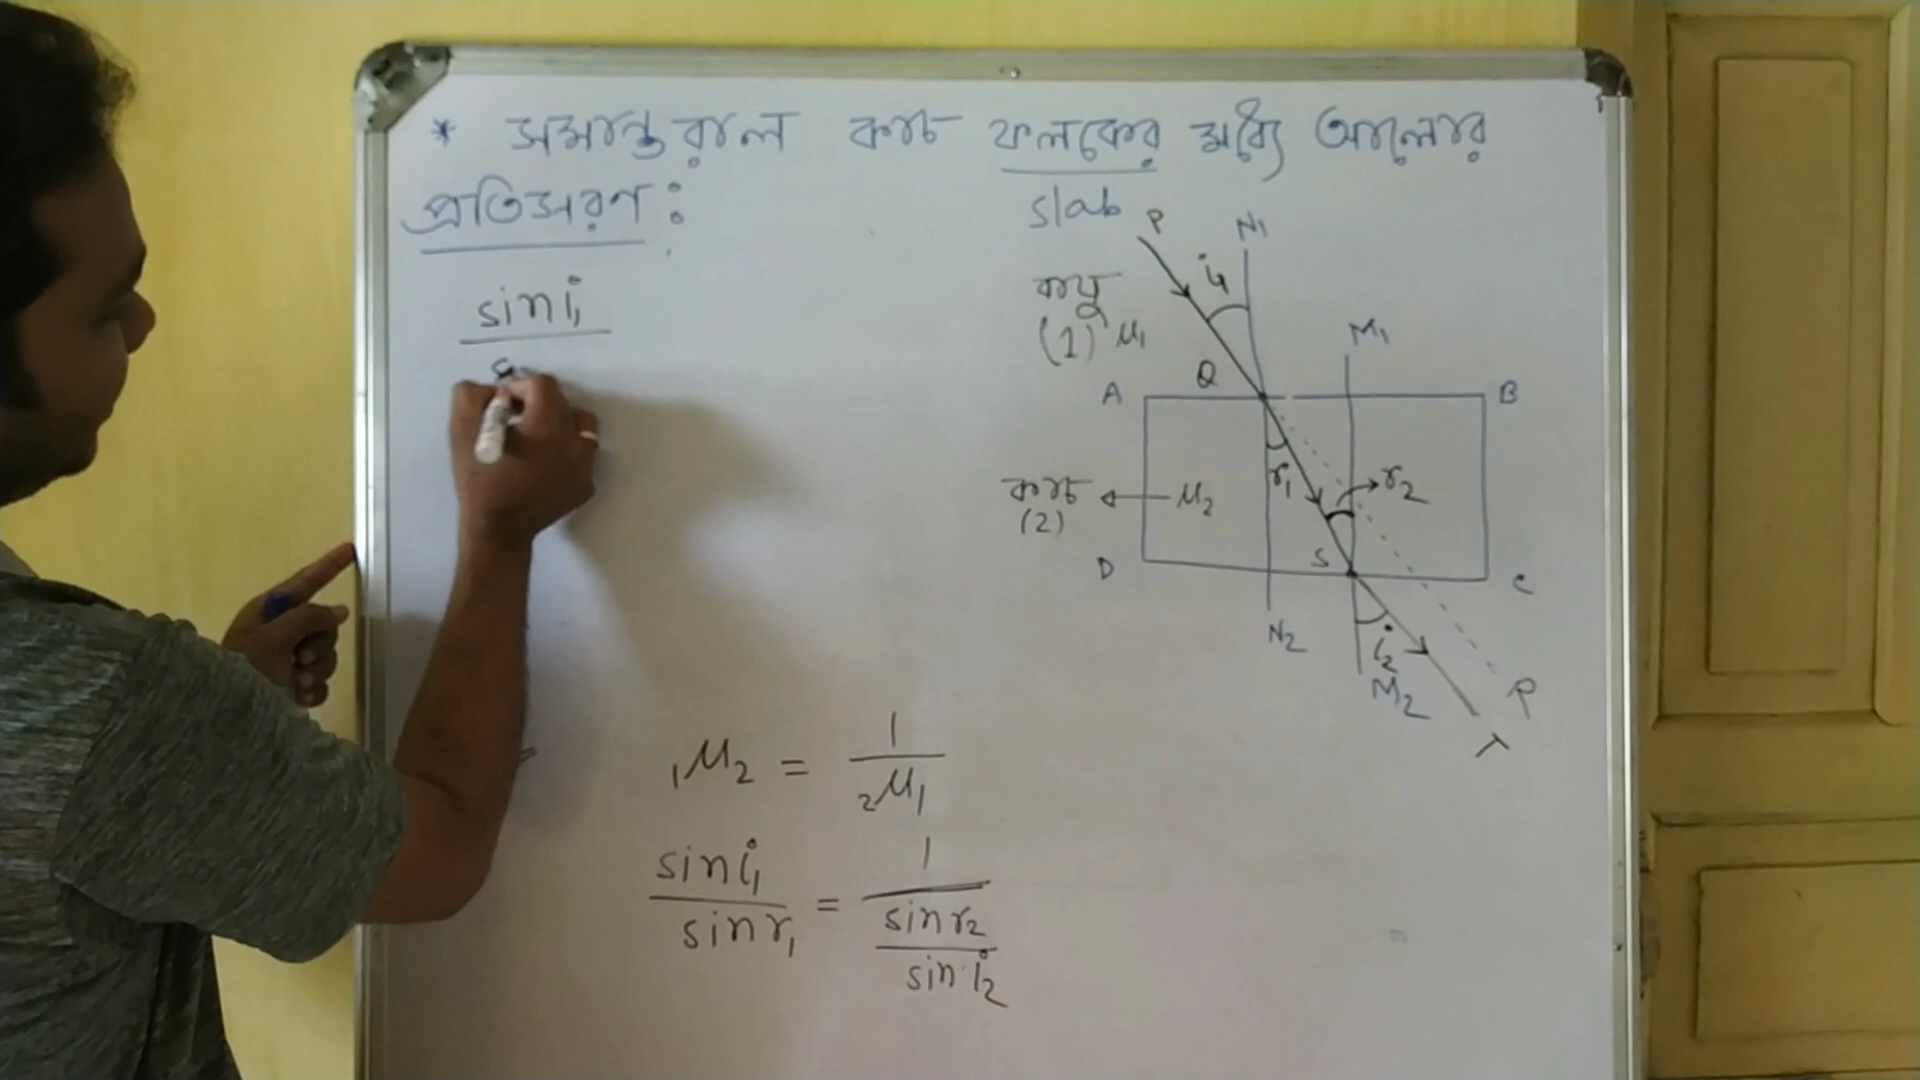 * সমান্তরাল কাচ ফলকের মধ্যে আলোর
প্রতিসরণ :
slab
P
N₁
i₁
বায়ু
(1) μ₁
M₁
Q
A
B
r₁
r₂
কাচ
(2)
μ₂
S
D
C
N₂
i₂
M₂
R
T
sin i₁
₁μ₂ = 1/₂μ₁
sin i₁/sin r₁ = 1/(sin r₂/sin i₂)